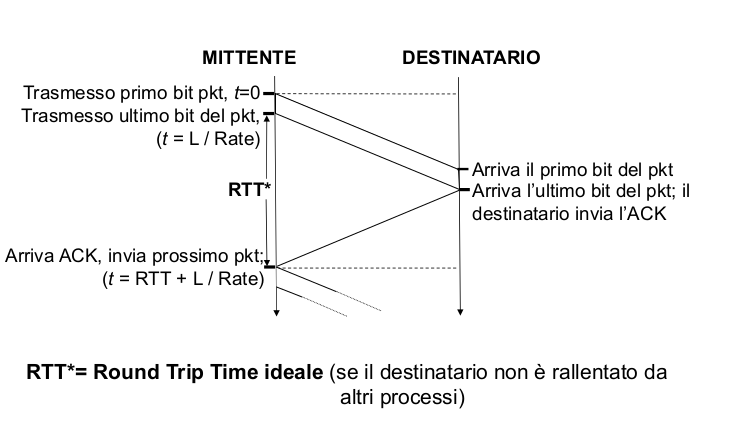 MITTENTE DESTINATARIO
Trasmesso primo bit pkt, t=0
Trasmesso ultimo bit del pkt,
(t = L / Rate)
Arriva il primo bit del pkt
Arriva l'ultimo bit del pkt; il
destinatario invia l'ACK
RTT*
Arriva ACK, invia prossimo pkt;
(t = RTT + L / Rate)
RTT*= Round Trip Time ideale (se il destinatario non è rallentato da
altri processi)